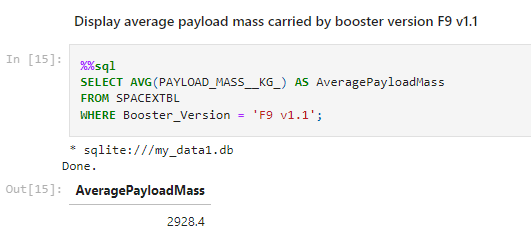 Display average payload mass carried by booster version F9 v1.1
In [15]:
%%sql
SELECT AVG(PAYLOAD_MASS__KG_) AS AveragePayloadMass
FROM SPACEXTBL
WHERE Booster_Version = 'F9 v1.1';
* sqlite:///my_data1.db
Done.
Out[15]:
AveragePayloadMass
2928.4